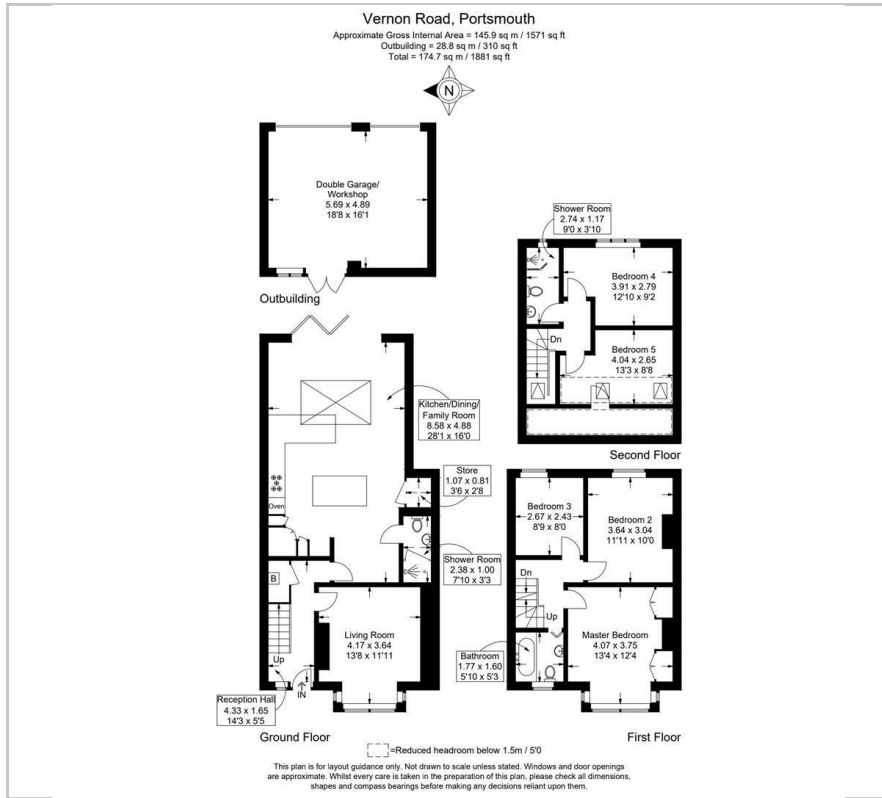 Vernon Road, Portsmouth
Approximate Gross Internal Area = 145.9 sq m / 1571 sq ft
Outbuilding = 28.8 sq m / 310 sq ft
Total = 174.7 sq m / 1881 sq ft
N
Double Garage/
Workshop
5.69 x 4.89
18'8 x 16'1
Outbuilding
Shower Room
2.74 x 1.17
9'0 x 3'10
Bedroom 4
3.91 x 2.79
12'10 x 9'2
Dn
Bedroom 5
4.04 x 2.65
13'3 x 8'8
Second Floor
Kitchen/Dining/
Family Room
8.58 x 4.88
28'1 x 16'0
Store
1.07 x 0.81
3'6 x 2'8
Oven
Shower Room
2.38 x 1.00
7'10 x 3'3
B
Living Room
4.17 x 3.64
13'8 x 11'11
Up
IN
Reception Hall
4.33 x 1.65
14'3 x 5'5
Ground Floor
Bedroom 3
2.67 x 2.43
8'9 x 8'0
Bedroom 2
3.64 x 3.04
11'11 x 10'0
Dn
Up
Master Bedroom
4.07 x 3.75
13'4 x 12'4
Bathroom
1.77 x 1.60
5'10 x 5'3
First Floor
=Reduced headroom below 1.5m / 5'0
This plan is for layout guidance only. Not drawn to scale unless stated. Windows and door openings
are approximate. Whilst every care is taken in the preparation of this plan, please check all dimensions,
shapes and compass bearings before making any decisions reliant upon them.